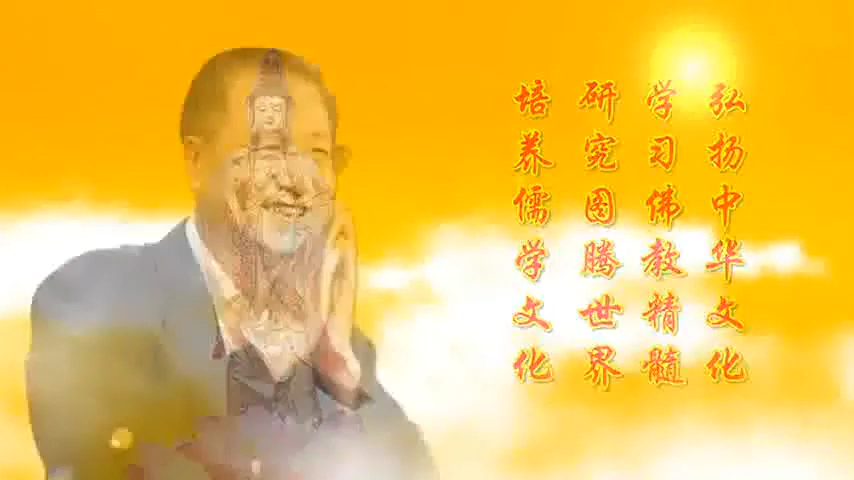 弘扬中华文化
学习佛教精髓
研究图腾世界
培养儒学文化